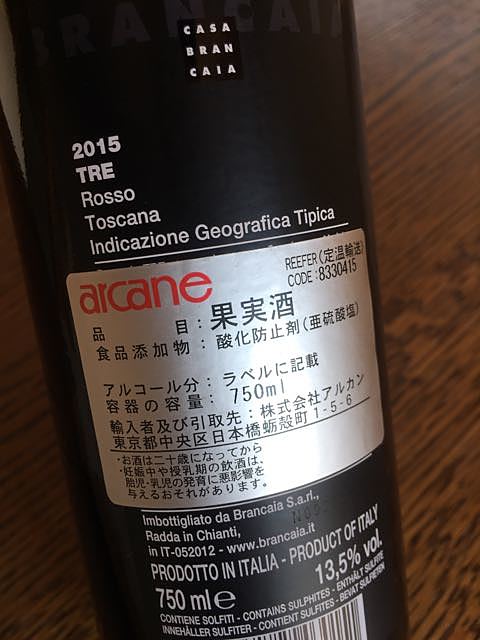 BRANCAIA
CASA
BRAN
CAIA
2015
TRE
Rosso
Toscana
Indicazione Geografica Tipica
arcane
REEFER(定温輸送)
CODE:8330415
品　　目:果実酒
食品添加物:酸化防止剤(亜硫酸塩)
アルコール分:ラベルに記載
容器の容量:750ml
輸入者及び引取先:株式会社アルカン
東京都中央区日本橋蛎殻町1-5-6
・お酒は二十歳になってから
・妊娠中や授乳期の飲酒は、
胎児・乳児の発育に悪影響を
与えるおそれがあります。
Imbottigliato da Brancaia S.a.r.l.,
Radda in Chianti,
in IT-052012 - www.brancaia.it
PRODOTTO IN ITALIA - PRODUCT OF ITALY
750 ml e
13,5% vol.
CONTIENE SOLFITI - CONTAINS SULPHITES - ENTHÄLT SULFITE
INNEHÅLLER SULFITER - CONTIENT SULFITES - BEVAT SULFIETEN